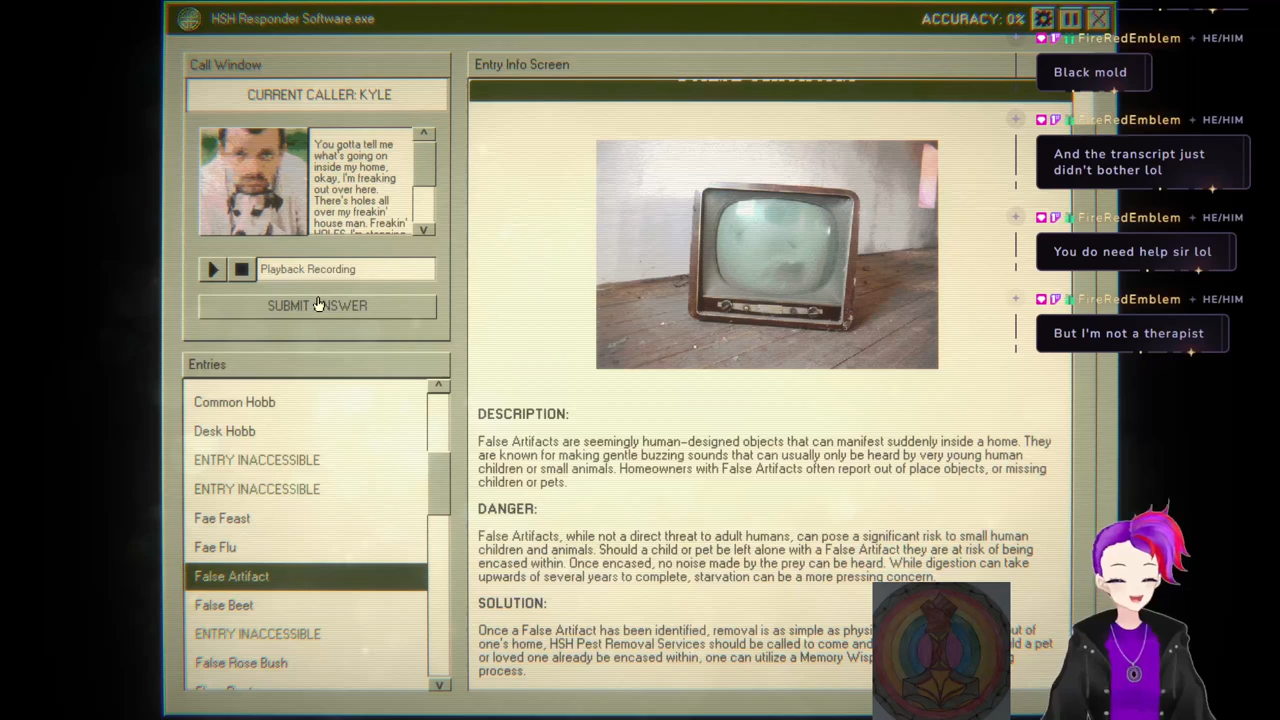 HSH Responder Software.exe
ACCURACY: 0%
Call Window
CURRENT CALLER: KYLE
You gotta tell me
what's going on
inside my home,
okay, I'm freaking
out over here.
There's holes all
over my freakin'
house man. Freakin'
Playback Recording
SUBMIT ANSWER
Entries
Common Hobb
Desk Hobb
ENTRY INACCESSIBLE
ENTRY INACCESSIBLE
Fae Feast
Fae Flu
False Artifact
False Beet
ENTRY INACCESSIBLE
False Rose Bush
Entry Info Screen
DESCRIPTION:
False Artifacts are seemingly human-designed objects that can manifest suddenly inside a home. They
are known for making gentle buzzing sounds that can usually only be heard by very young human
children or small animals. Homeowners with False Artifacts often report out of place objects, or missing
children or pets.
DANGER:
False Artifacts, while not a direct threat to adult humans, can pose a significant risk to small human
children and animals. Should a child or pet be left alone with a False Artifact they are at risk of being
encased within. Once encased, no noise made by the prey can be heard. While digestion can take
upwards of several years to complete, starvation can be a more pressing concern.
SOLUTION:
Once a False Artifact has been identified, removal is as simple as out of
one's home, HSH Pest Removal Services should be called to come and a pet
or loved one already be encased within, one can utilize a Memory
process.
FireRedEmblem HE/HIM
Black mold
FireRedEmblem HE/HIM
And the transcript just
didn't bother lol
FireRedEmblem HE/HIM
You do need help sir lol
FireRedEmblem HE/HIM
But I'm not a therapist